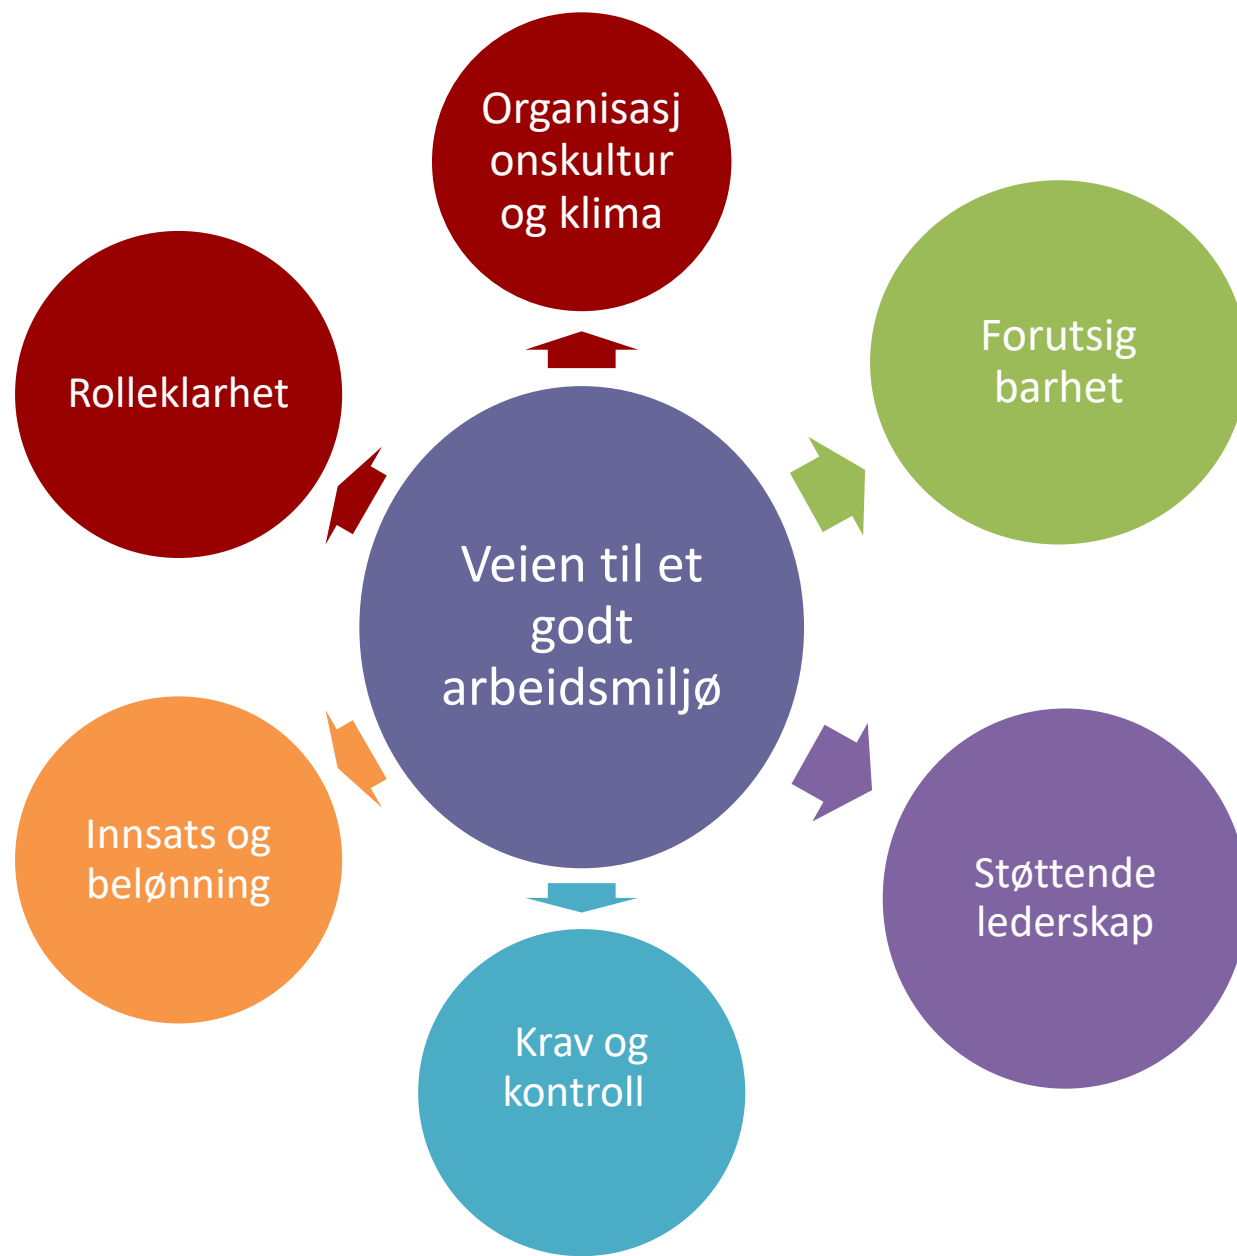 Organisasj
onskultur
og klima
Forutsig
barhet
Rolleklarhet
Veien til et
godt
arbeidsmiljø
Innsats og
belønning
Støttende
lederskap
Krav og
kontroll